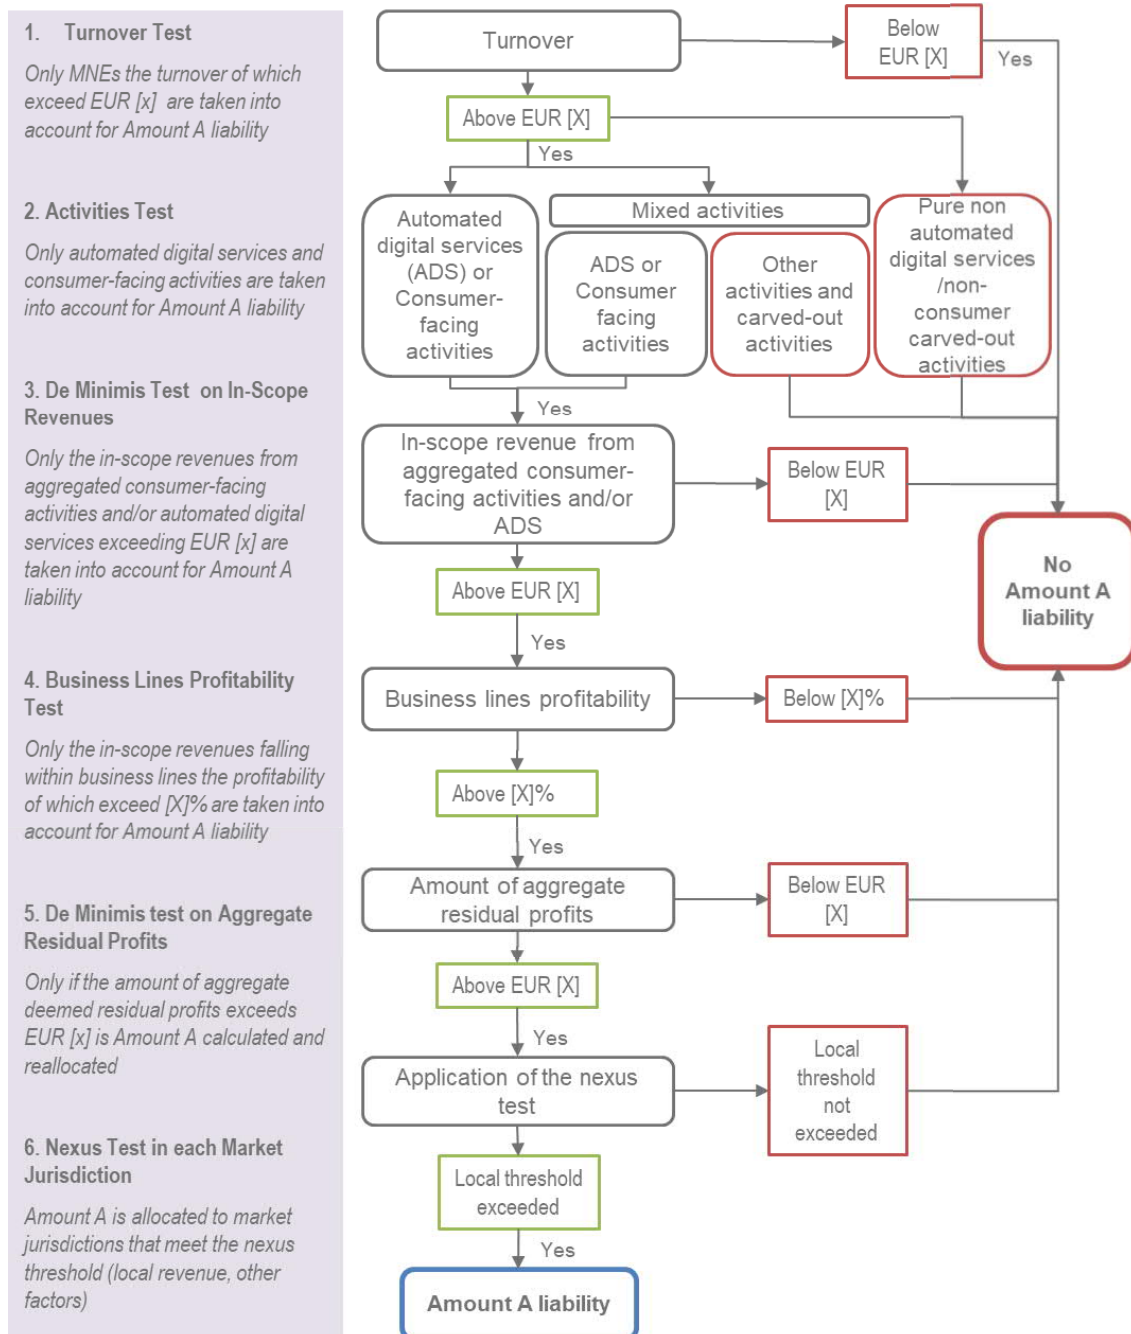 1. Turnover Test
Only MNEs the turnover of which
exceed EUR [x] are taken into
account for Amount A liability
2. Activities Test
Only automated digital services and
consumer-facing activities are taken
into account for Amount A liability
3. De Minimis Test on In-Scope
Revenues
Only the in-scope revenues from
aggregated consumer-facing
activities and/or automated digital
services exceeding EUR [x] are
taken into account for Amount A
liability
4. Business Lines Profitability
Test
Only the in-scope revenues falling
within business lines the profitability
of which exceed [X]% are taken into
account for Amount A liability
5. De Minimis test on Aggregate
Residual Profits
Only if the amount of aggregate
deemed residual profits exceeds
EUR [x] is Amount A calculated and
reallocated
6. Nexus Test in each Market
Jurisdiction
Amount A is allocated to market
jurisdictions that meet the nexus
threshold (local revenue, other
factors)
Turnover
Below
EUR [X]
Yes
Above EUR [X]
Yes
Automated
digital services
(ADS) or
Consumer-
facing
activities
Mixed activities
ADS or
Consumer
facing
activities
Other
activities and
carved-out
activities
Pure non
automated
digital services
/non-
consumer
carved-out
activities
Yes
In-scope revenue from
aggregated consumer-
facing activities and/or
ADS
Below EUR
[X]
No
Amount A
liability
Above EUR [X]
Yes
Business lines profitability
Below [X]%
Above [X]%
Yes
Amount of aggregate
residual profits
Below EUR
[X]
Above EUR [X]
Yes
Application of the nexus
test
Local
threshold
not
exceeded
Local threshold
exceeded
Yes
Amount A liability